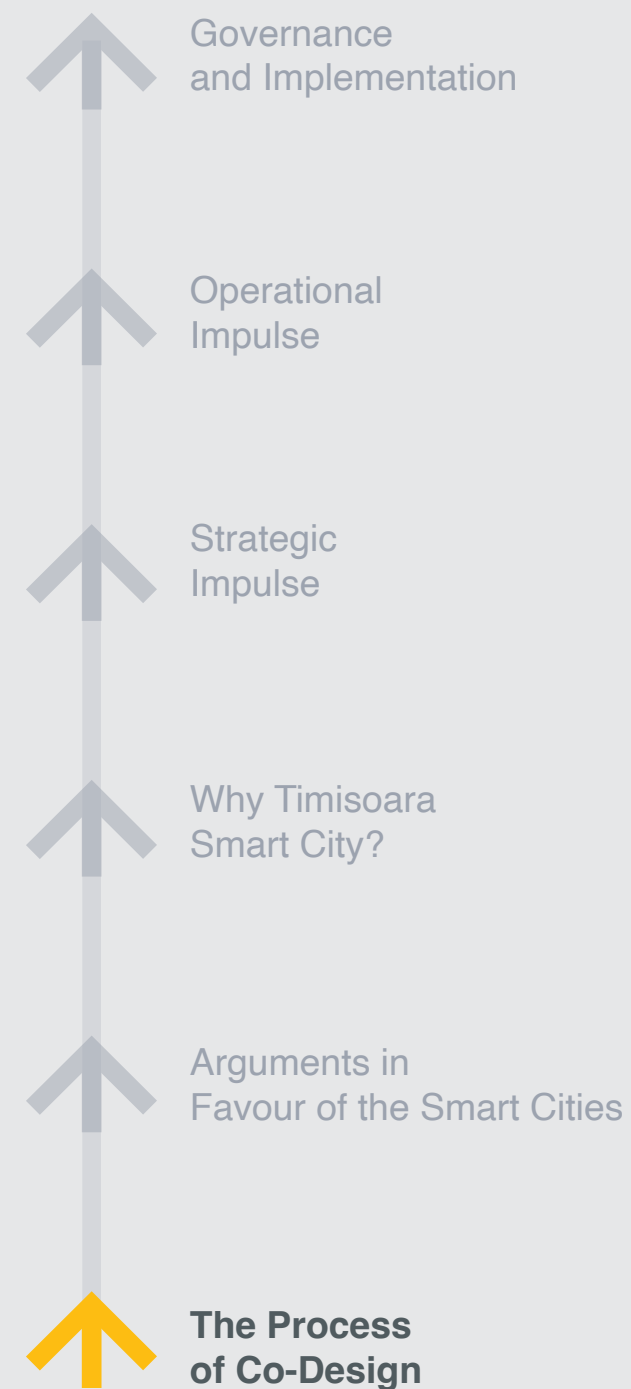 Governance
and Implementation
Operational
Impulse
Strategic
Impulse
Why Timisoara
Smart City?
Arguments in
Favour of the Smart Cities
The Process
of Co-Design